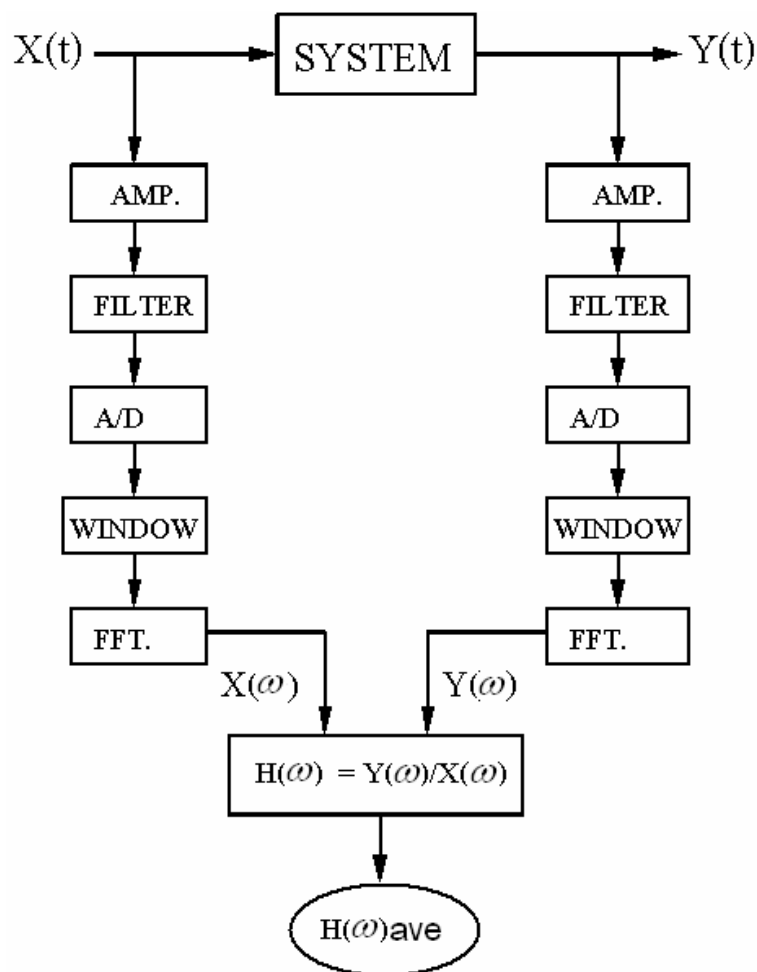 X(t)
SYSTEM
Y(t)
AMP.
AMP.
FILTER
FILTER
A/D
A/D
WINDOW
WINDOW
FFT.
FFT.
X(ω)
Y(ω)
H(ω) = Y(ω)/X(ω)
H(ω)ave